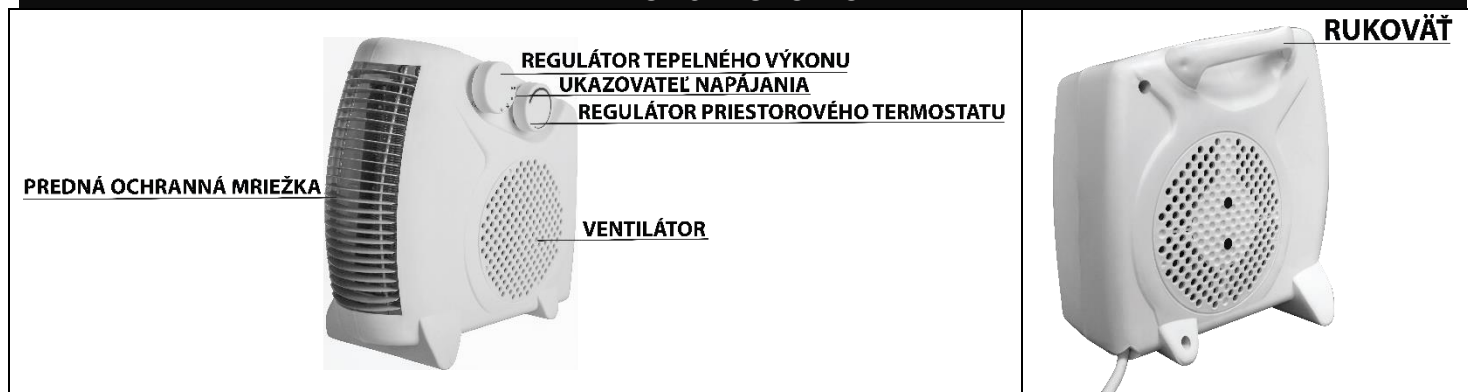 REGULÁTOR TEPELNÉHO VÝKONU
UKAZOVATEĽ NAPÁJANIA
REGULÁTOR PRIESTOROVÉHO TERMOSTATU
PREDNÁ OCHRANNÁ MRIEŽKA
VENTILÁTOR
RUKOVÄŤ